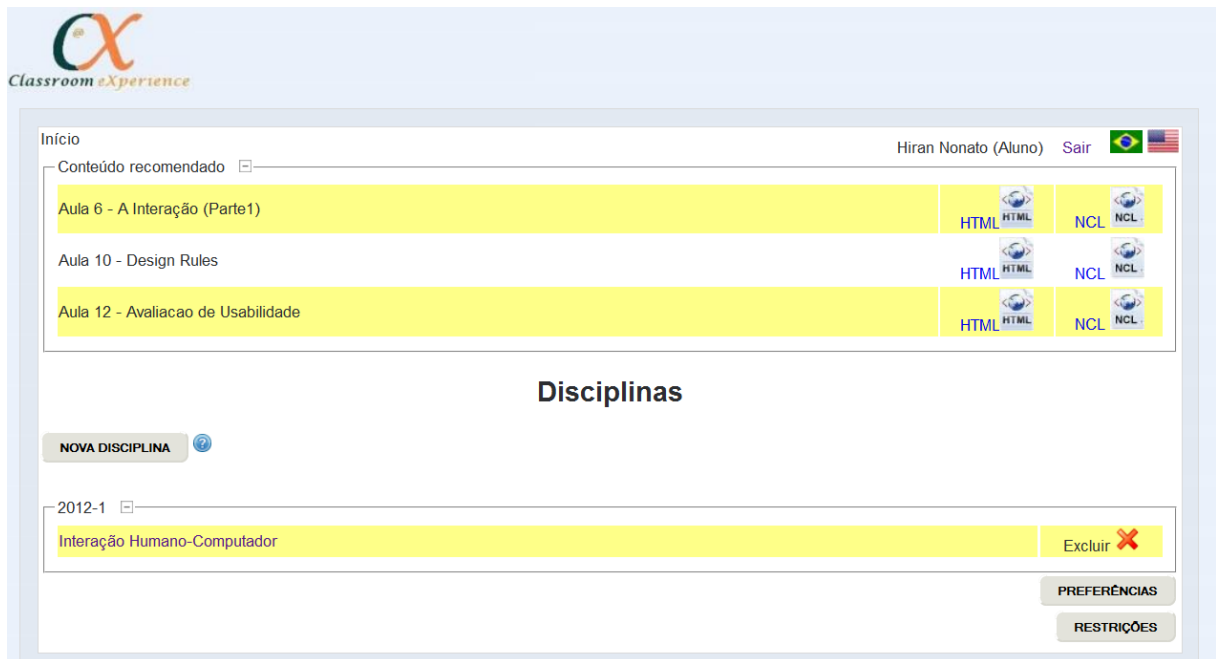 e X
Classroom eXperience
Início
Hiran Nonato (Aluno) Sair
Conteúdo recomendado
Aula 6 - A Interação (Parte1) HTML HTML NCL NCL
Aula 10 - Design Rules HTML HTML NCL NCL
Aula 12 - Avaliacao de Usabilidade HTML HTML NCL NCL
Disciplinas
NOVA DISCIPLINA ?
2012-1
Interação Humano-Computador Excluir
PREFERÊNCIAS
RESTRIÇÕES